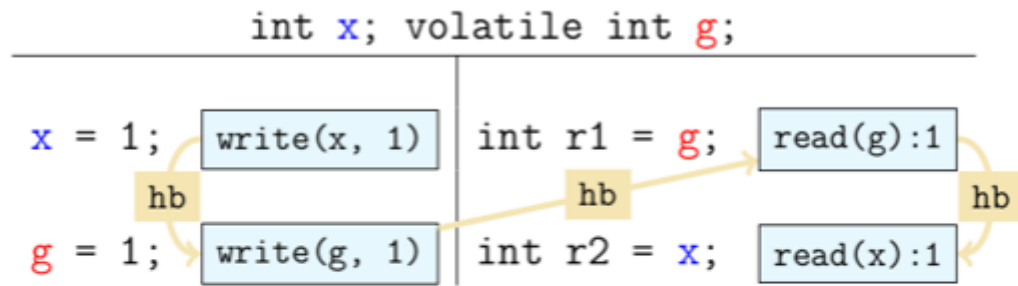 int x; volatile int g;
x = 1; write(x, 1) int r1 = g; read(g):1
hb hb hb
g = 1; write(g, 1) int r2 = x; read(x):1